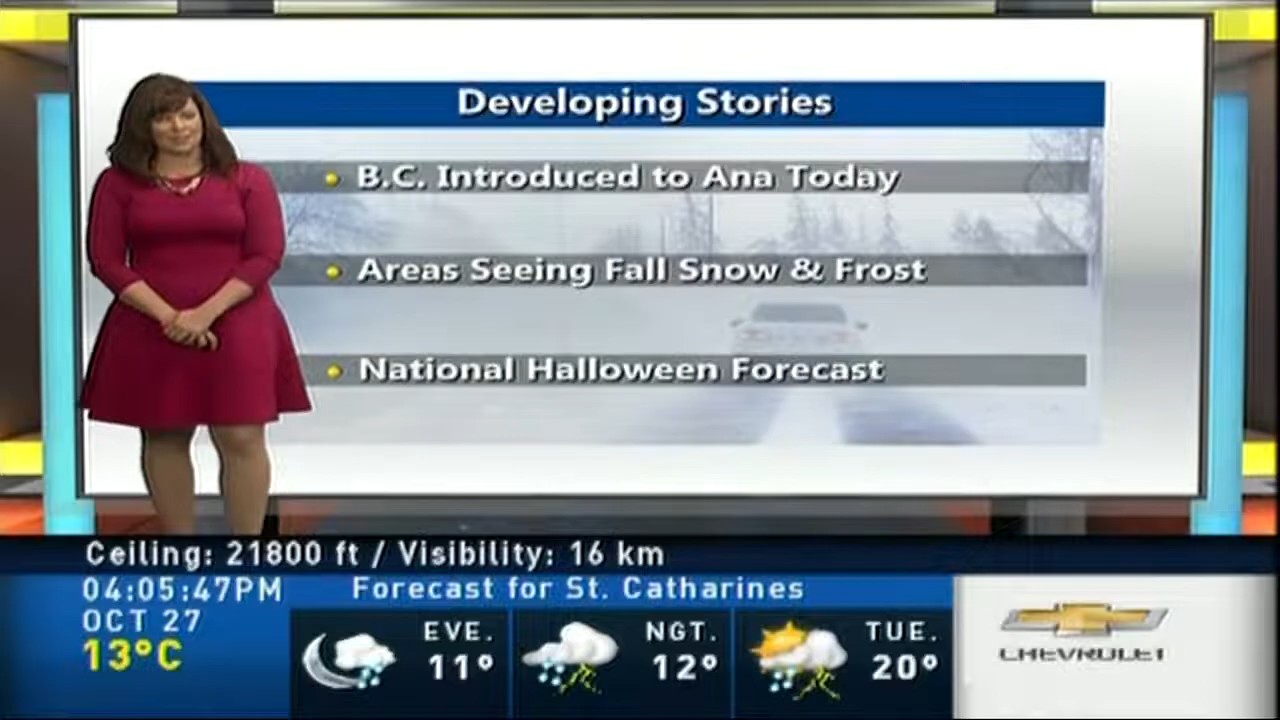 Developing Stories
B.C. Introduced to Ana Today
Areas Seeing Fall Snow & Frost
National Halloween Forecast
Ceiling: 21800 ft / Visibility: 16 km
04:05:47PM
OCT 27
13°C
Forecast for St. Catharines
EVE.
11°
NGT.
12°
TUE.
20°
CHEVROLET